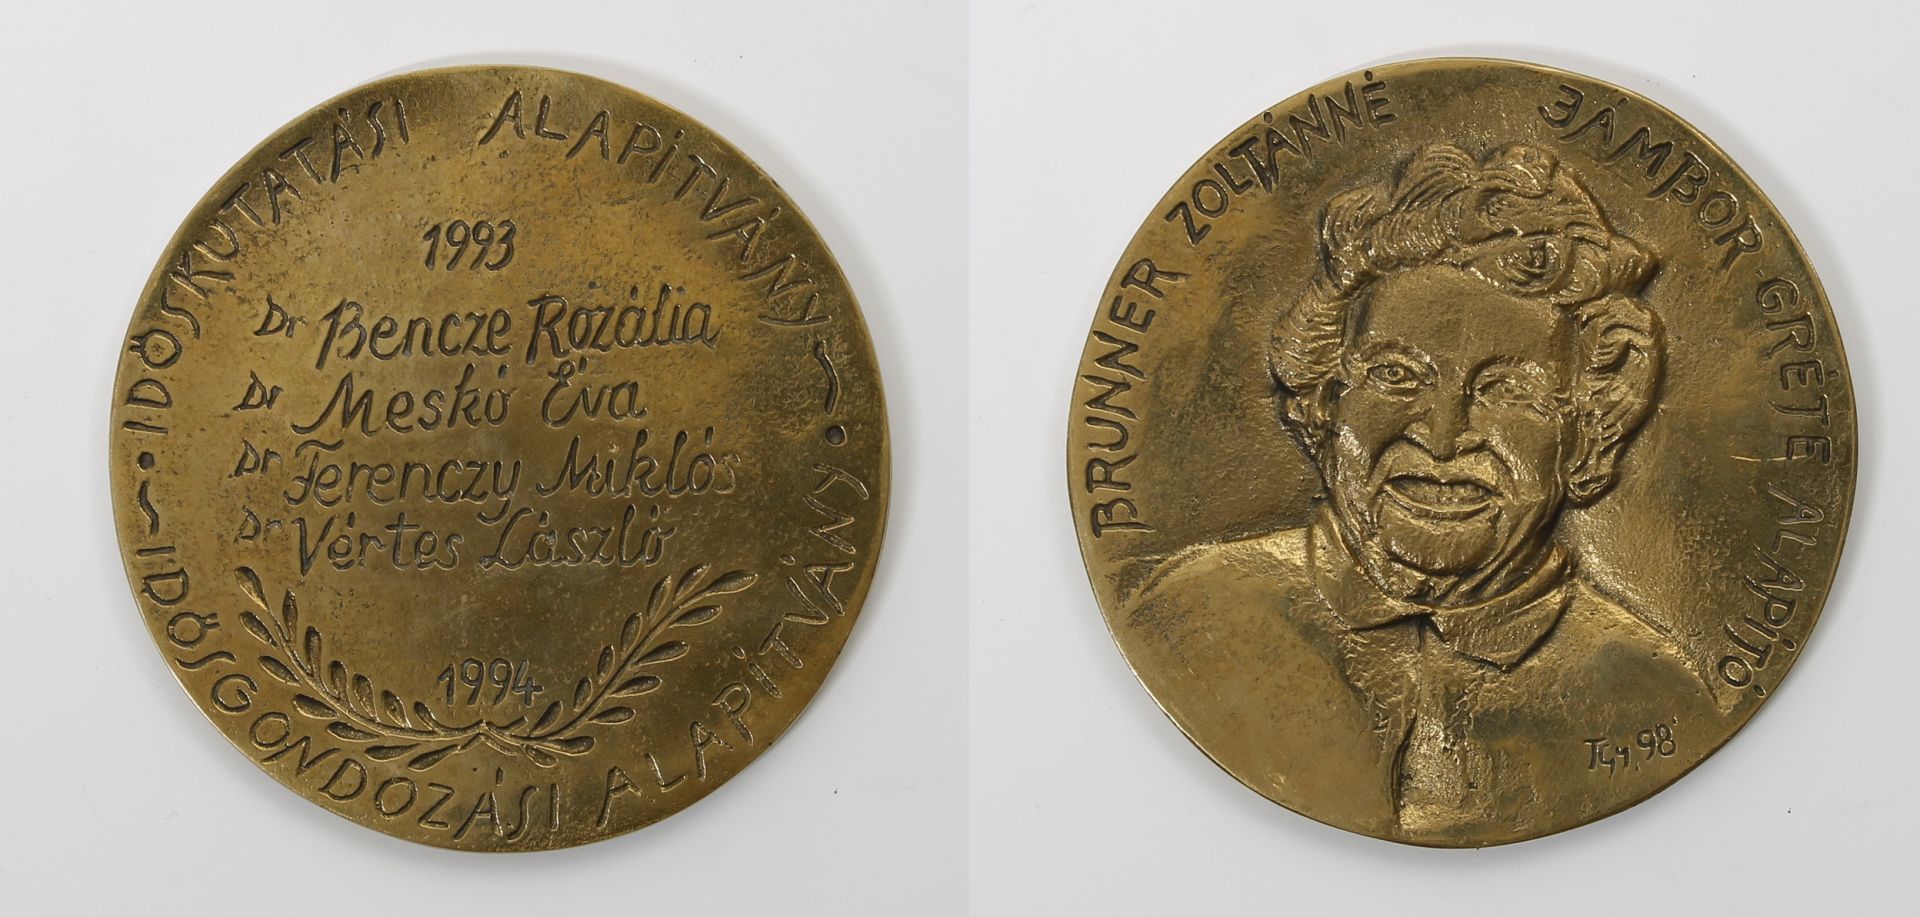 IDŐSKUTATÁSI ALAPÍTVÁNY
1993
Dr Bencze Rozália
Dr Meskó Éva
Dr Ferenczy Miklós
Dr Vértes László
1994
IDŐSGONDOZÁSI ALAPÍTVÁNY
BRUNNER ZOLTÁNNÉ JÁMBOR GRÉTE ALAPÍTÓ
98